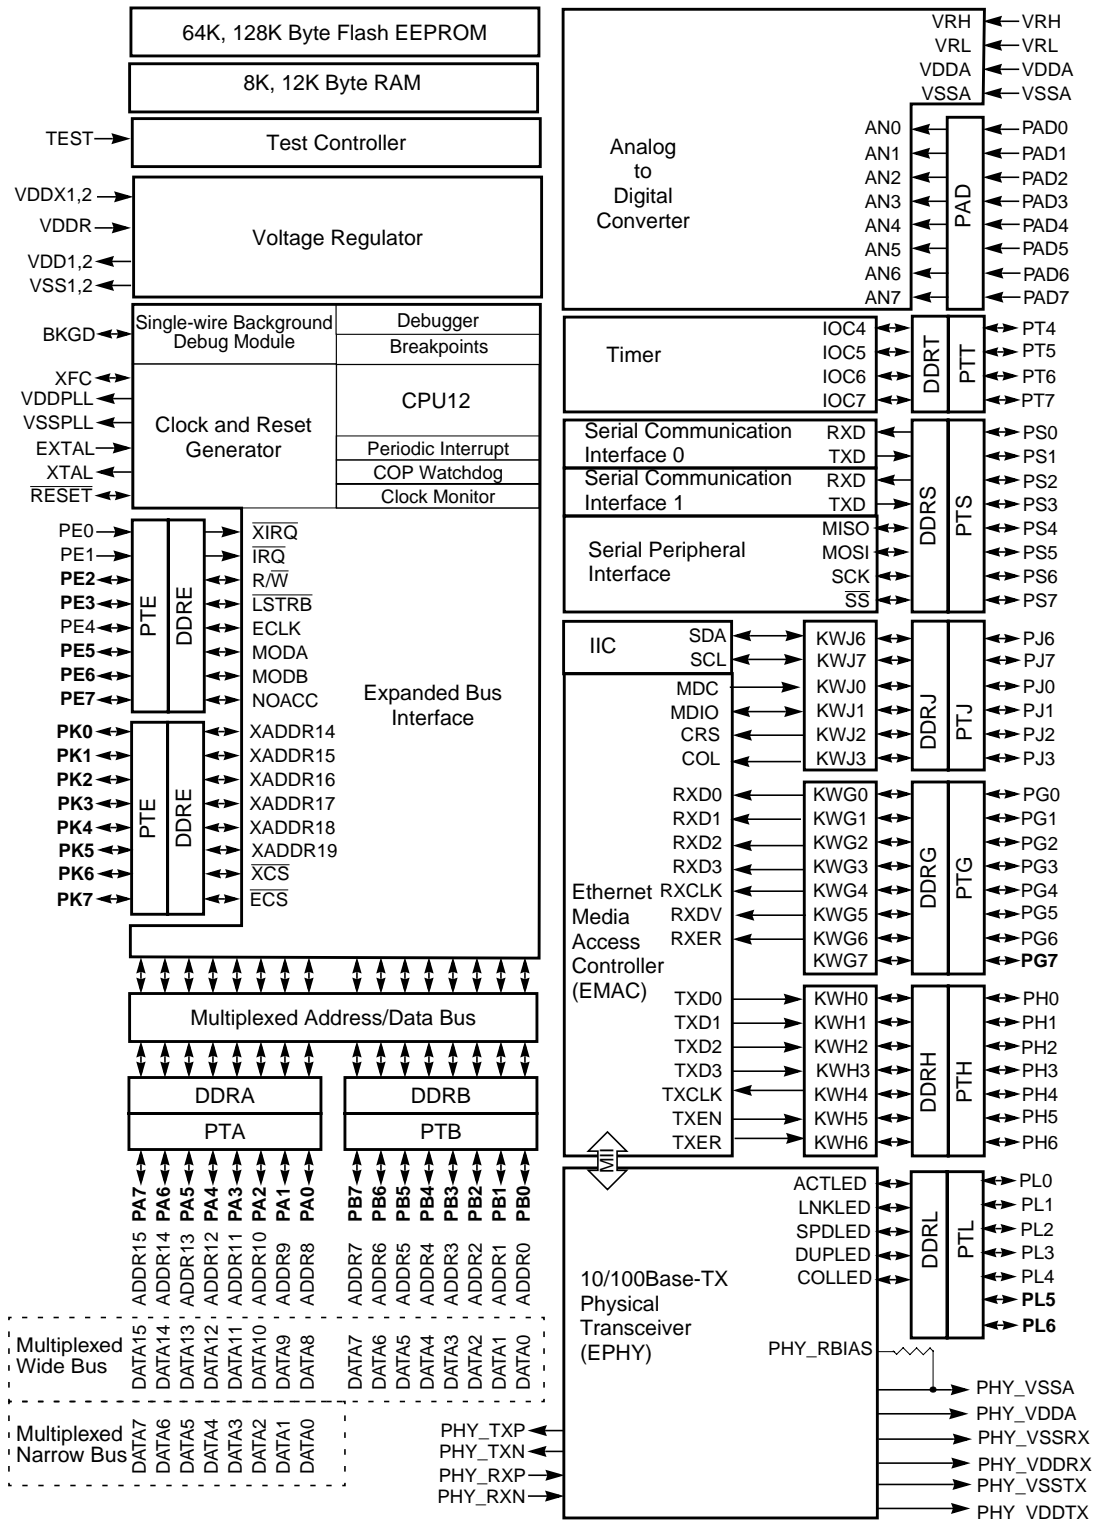 64K, 128K Byte Flash EEPROM
8K, 12K Byte RAM
TEST
Test Controller
VDDX1,2
VDDR
VDD1,2
VSS1,2
Voltage Regulator
BKGD
Single-wire Background
Debug Module
Debugger
Breakpoints
XFC
VDDPLL
VSSPLL
EXTAL
XTAL
RESET
Clock and Reset
Generator
CPU12
Periodic Interrupt
COP Watchdog
Clock Monitor
PE0
PE1
PE2
PE3
PE4
PE5
PE6
PE7
PTE
DDRE
XIRQ
IRQ
R/W
LSTRB
ECLK
MODA
MODB
NOACC
Expanded Bus
Interface
PK0
PK1
PK2
PK3
PK4
PK5
PK6
PK7
PTE
DDRE
XADDR14
XADDR15
XADDR16
XADDR17
XADDR18
XADDR19
XCS
ECS
Multiplexed Address/Data Bus
DDRA
PTA
DDRB
PTB
PA7 PA6 PA5 PA4 PA3 PA2 PA1 PA0
PB7 PB6 PB5 PB4 PB3 PB2 PB1 PB0
ADDR15 ADDR14 ADDR13 ADDR12 ADDR11 ADDR10 ADDR9 ADDR8
ADDR7 ADDR6 ADDR5 ADDR4 ADDR3 ADDR2 ADDR1 ADDR0
Multiplexed
Wide Bus
DATA15 DATA14 DATA13 DATA12 DATA11 DATA10 DATA9 DATA8
DATA7 DATA6 DATA5 DATA4 DATA3 DATA2 DATA1 DATA0
Multiplexed
Narrow Bus
DATA7 DATA6 DATA5 DATA4 DATA3 DATA2 DATA1 DATA0
Analog
to
Digital
Converter
VRH
VRL
VDDA
VSSA
VRH
VRL
VDDA
VSSA
AN0
AN1
AN2
AN3
AN4
AN5
AN6
AN7
PAD
PAD0
PAD1
PAD2
PAD3
PAD4
PAD5
PAD6
PAD7
Timer
IOC4
IOC5
IOC6
IOC7
DDRT
PTT
PT4
PT5
PT6
PT7
Serial Communication
Interface 0
RXD
TXD
Serial Communication
Interface 1
RXD
TXD
Serial Peripheral
Interface
MISO
MOSI
SCK
SS
DDRS
PTS
PS0
PS1
PS2
PS3
PS4
PS5
PS6
PS7
IIC
SDA
SCL
MDC
MDIO
CRS
COL
KWJ6
KWJ7
KWJ0
KWJ1
KWJ2
KWJ3
DDRJ
PTJ
PJ6
PJ7
PJ0
PJ1
PJ2
PJ3
Ethernet
Media
Access
Controller
(EMAC)
RXD0
RXD1
RXD2
RXD3
RXCLK
RXDV
RXER
KWG0
KWG1
KWG2
KWG3
KWG4
KWG5
KWG6
KWG7
DDRG
PTG
PG0
PG1
PG2
PG3
PG4
PG5
PG6
PG7
TXD0
TXD1
TXD2
TXD3
TXCLK
TXEN
TXER
KWH0
KWH1
KWH2
KWH3
KWH4
KWH5
KWH6
DDRH
PTH
PH0
PH1
PH2
PH3
PH4
PH5
PH6
MII
10/100Base-TX
Physical
Transceiver
(EPHY)
ACTLED
LNKLED
SPDLED
DUPLED
COLLED
DDRL
PTL
PL0
PL1
PL2
PL3
PL4
PL5
PL6
PHY_RBIAS
PHY_VSSA
PHY_VDDA
PHY_VSSRX
PHY_VDDRX
PHY_VSSTX
PHY_VDDTX
PHY_TXP
PHY_TXN
PHY_RXP
PHY_RXN